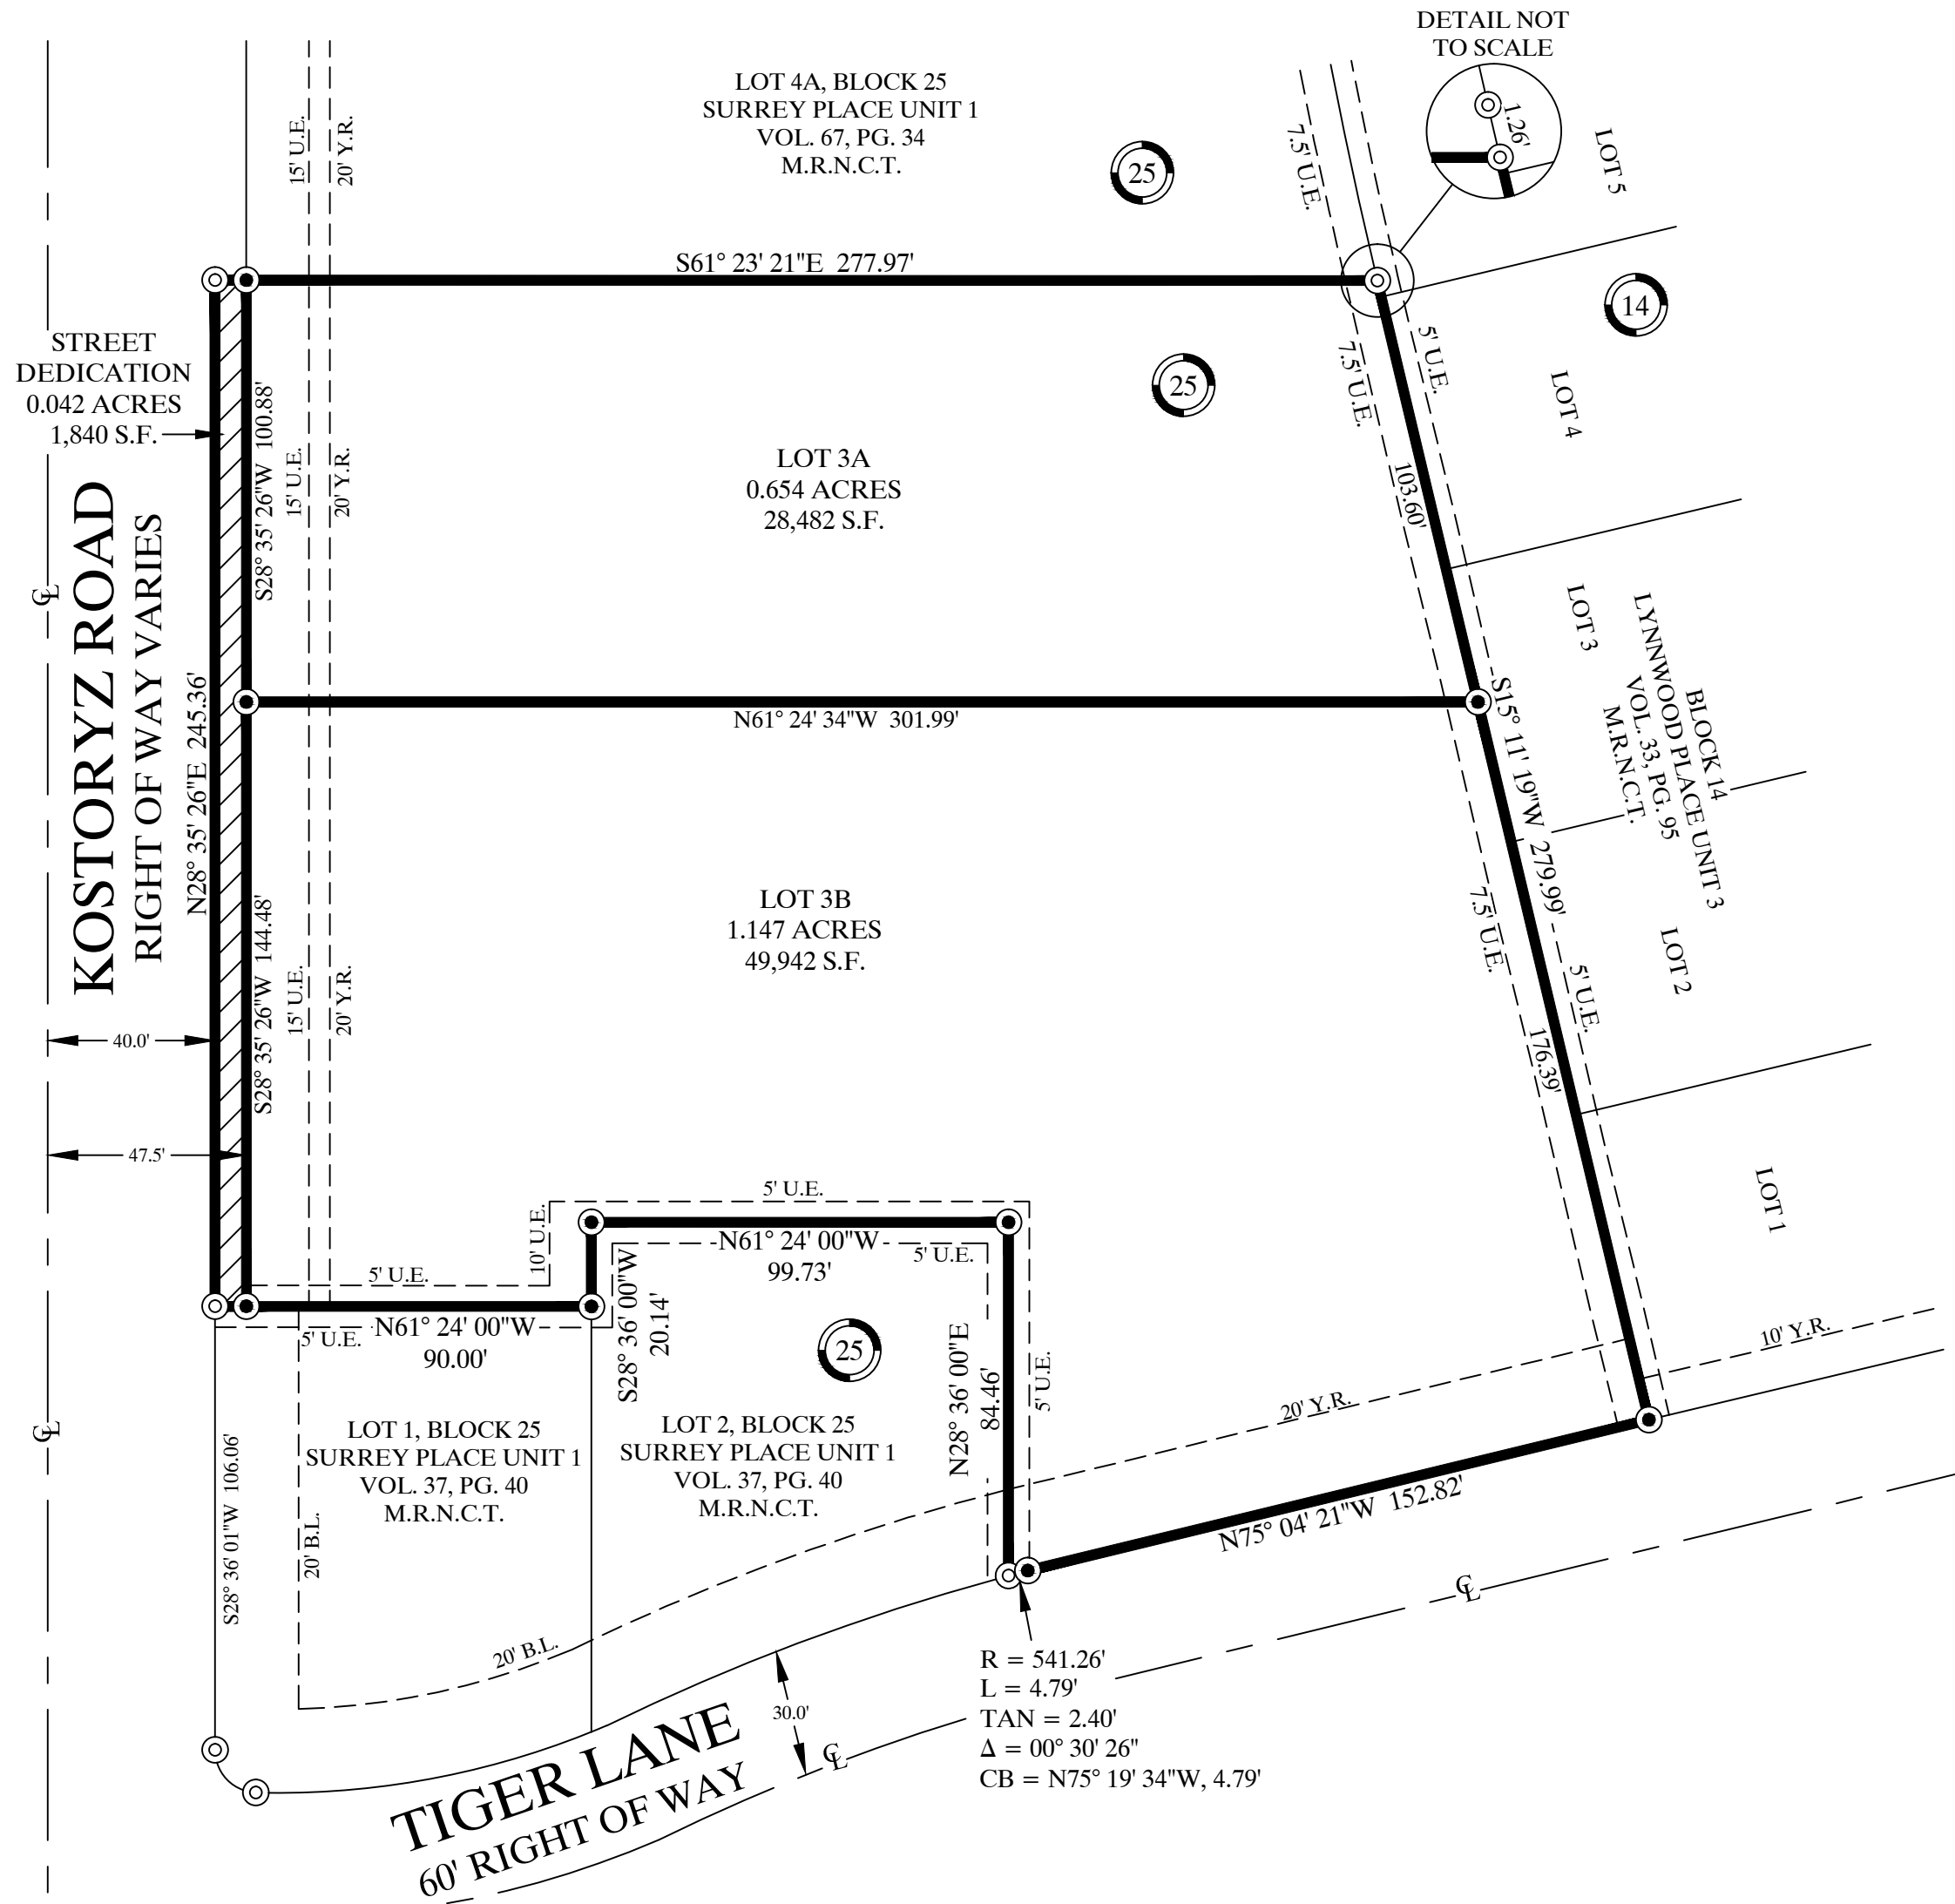 DETAIL NOT
TO SCALE
1.26'
LOT 5
LOT 4A, BLOCK 25
SURREY PLACE UNIT 1
VOL. 67, PG. 34
M.R.N.C.T.
25
15' U.E.
20' Y.R.
7.5' U.E.
S61° 23' 21"E 277.97'
14
STREET
DEDICATION
0.042 ACRES
1,840 S.F.
S28° 35' 26"W 100.88'
15' U.E.
20' Y.R.
25
7.5' U.E.
5' U.E.
LOT 4
LOT 3A
0.654 ACRES
28,482 S.F.
103.60'
KOSTORYZ ROAD
RIGHT OF WAY VARIES
℄
N28° 35' 26"E 245.36'
LOT 3
BLOCK 14
LYNNWOOD PLACE UNIT 3
VOL. 33, PG. 95
M.R.N.C.T.
N61° 24' 34"W 301.99'
S15° 11' 19"W 279.99'
LOT 3B
1.147 ACRES
49,942 S.F.
S28° 35' 26"W 144.48'
15' U.E.
20' Y.R.
7.5' U.E.
5' U.E.
LOT 2
176.39'
40.0'
47.5'
LOT 1
5' U.E.
10' U.E.
N61° 24' 00"W
99.73'
5' U.E.
5' U.E.
S28° 36' 00"W
20.14'
5' U.E.
N61° 24' 00"W
90.00'
25
N28° 36' 00"E
84.46'
5' U.E.
10' Y.R.
20' Y.R.
℄
LOT 1, BLOCK 25
SURREY PLACE UNIT 1
VOL. 37, PG. 40
M.R.N.C.T.
LOT 2, BLOCK 25
SURREY PLACE UNIT 1
VOL. 37, PG. 40
M.R.N.C.T.
S28° 36' 01"W 106.06'
20' B.L.
20' B.L.
N75° 04' 21"W 152.82'
℄
R = 541.26'
L = 4.79'
TAN = 2.40'
Δ = 00° 30' 26"
CB = N75° 19' 34"W, 4.79'
30.0'
℄
TIGER LANE
60' RIGHT OF WAY